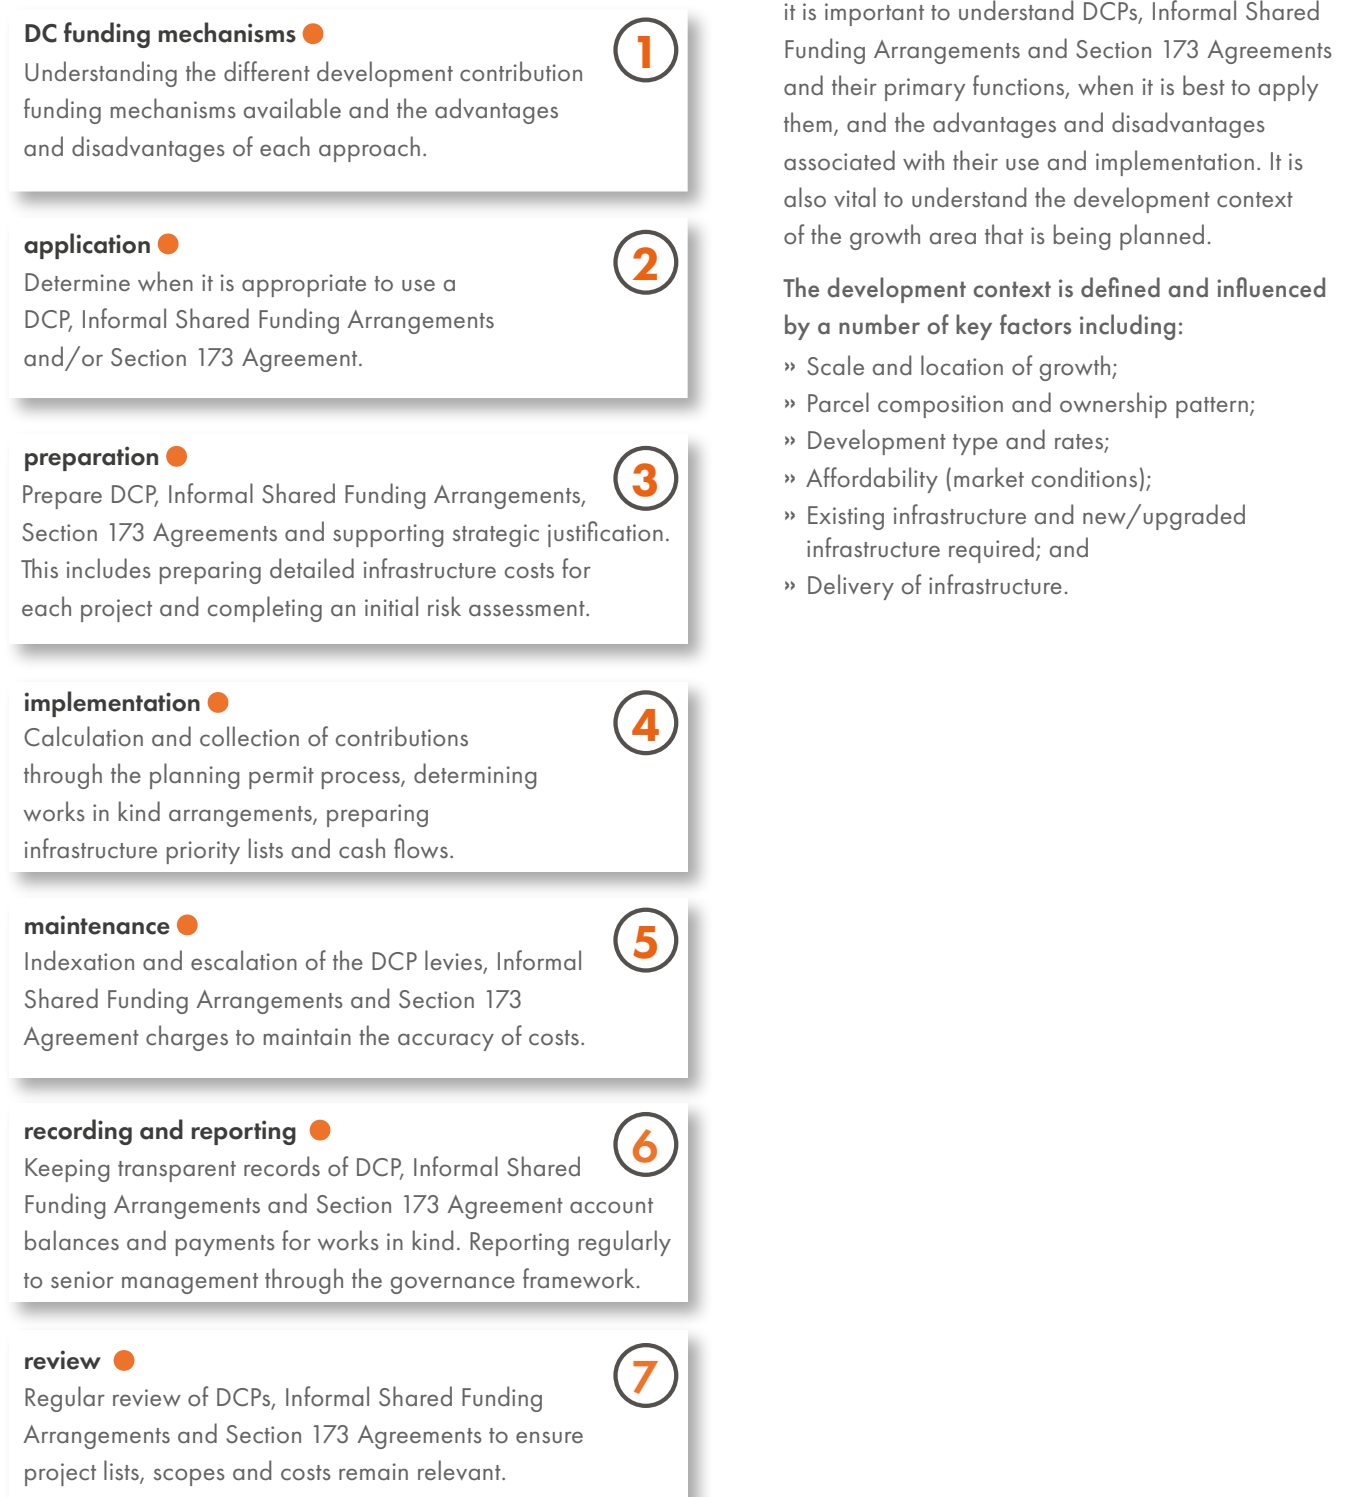 DC funding mechanisms
1
Understanding the different development contribution
funding mechanisms available and the advantages
and disadvantages of each approach.
application
2
Determine when it is appropriate to use a
DCP, Informal Shared Funding Arrangements
and/or Section 173 Agreement.
preparation
3
Prepare DCP, Informal Shared Funding Arrangements,
Section 173 Agreements and supporting strategic justification.
This includes preparing detailed infrastructure costs for
each project and completing an initial risk assessment.
implementation
4
Calculation and collection of contributions
through the planning permit process, determining
works in kind arrangements, preparing
infrastructure priority lists and cash flows.
maintenance
5
Indexation and escalation of the DCP levies, Informal
Shared Funding Arrangements and Section 173
Agreement charges to maintain the accuracy of costs.
recording and reporting
6
Keeping transparent records of DCP, Informal Shared
Funding Arrangements and Section 173 Agreement account
balances and payments for works in kind. Reporting regularly
to senior management through the governance framework.
review
7
Regular review of DCPs, Informal Shared Funding
Arrangements and Section 173 Agreements to ensure
project lists, scopes and costs remain relevant.
it is important to understand DCPs, Informal Shared
Funding Arrangements and Section 173 Agreements
and their primary functions, when it is best to apply
them, and the advantages and disadvantages
associated with their use and implementation. It is
also vital to understand the development context
of the growth area that is being planned.
The development context is defined and influenced
by a number of key factors including:
» Scale and location of growth;
» Parcel composition and ownership pattern;
» Development type and rates;
» Affordability (market conditions);
» Existing infrastructure and new/upgraded
infrastructure required; and
» Delivery of infrastructure.